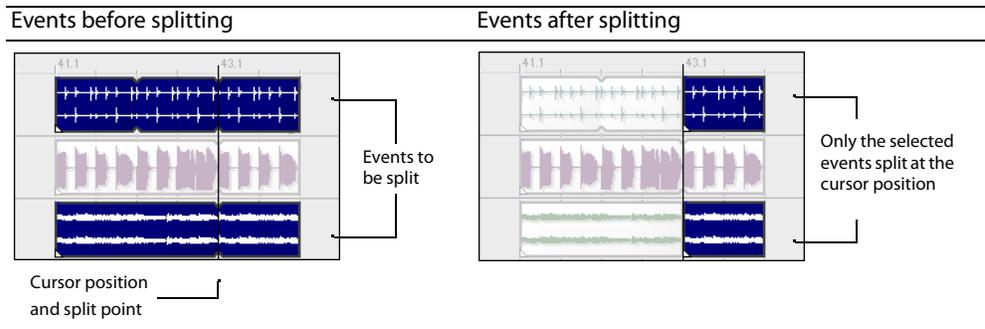 Events before splitting
Events after splitting
41.1
43.1
41.1
43.1
Events to
be split
Only the selected
events split at the
cursor position
Cursor position
and split point